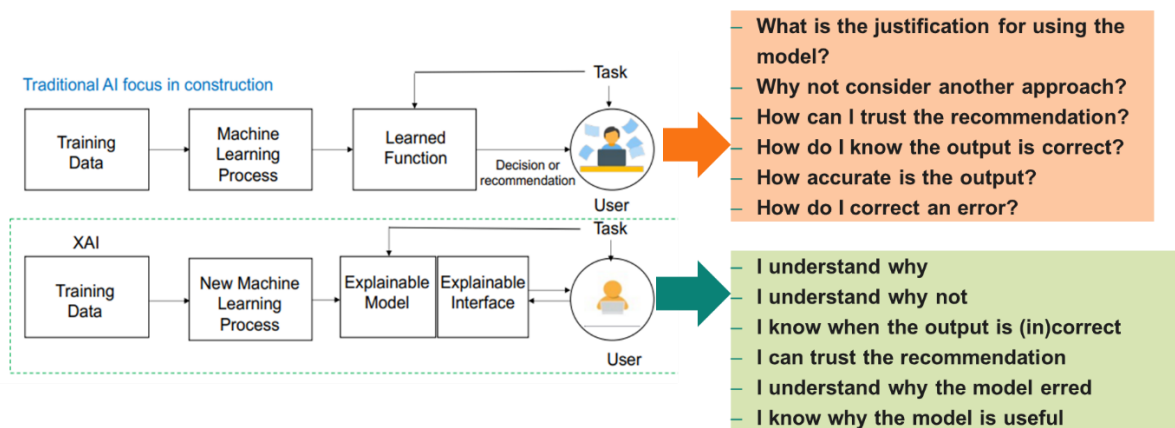 Traditional AI focus in construction
Task
Training
Data
Machine
Learning
Process
Learned
Function
Decision or
recommendation
User
– What is the justification for using the
model?
– Why not consider another approach?
– How can I trust the recommendation?
– How do I know the output is correct?
– How accurate is the output?
– How do I correct an error?
XAI
Task
Training
Data
New Machine
Learning
Process
Explainable
Model
Explainable
Interface
User
– I understand why
– I understand why not
– I know when the output is (in)correct
– I can trust the recommendation
– I understand why the model erred
– I know why the model is useful